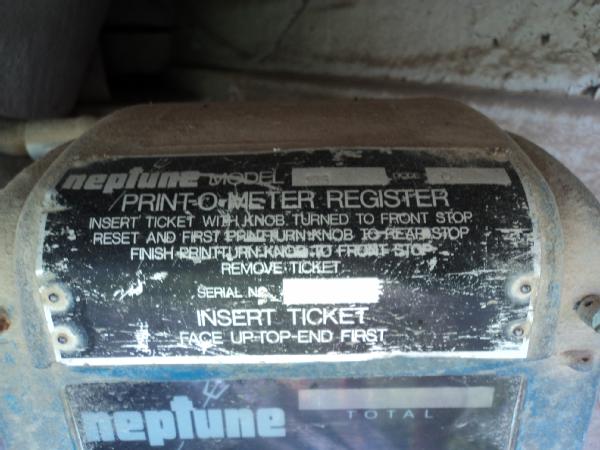 neptune MODEL
PRINT-O-METER REGISTER
INSERT TICKET WITH KNOB TURNED TO FRONT STOP
RESET AND FIRST PRINT-TURN KNOB TO REAR STOP
FINISH PRINT-TURN KNOB TO FRONT STOP
REMOVE TICKET
SERIAL NO.
INSERT TICKET
FACE UP-TOP-END FIRST
neptune
TOTAL